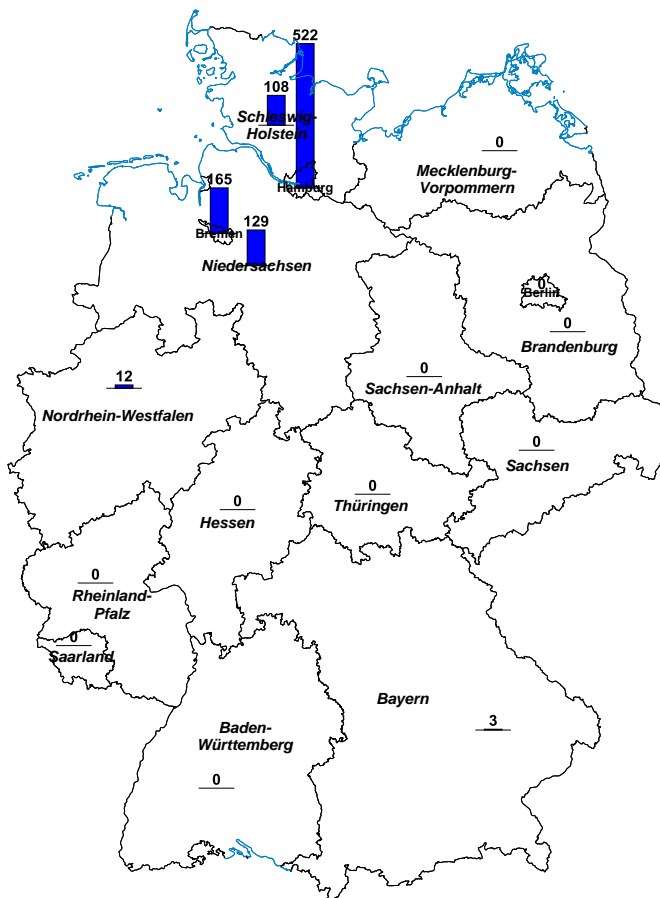 522
108
Schleswig-
Holstein
0
Mecklenburg-
Vorpommern
Hamburg
165
Bremen
129
Niedersachsen
0
Berlin
0
Brandenburg
12
Nordrhein-Westfalen
0
Sachsen-Anhalt
0
Sachsen
0
Hessen
0
Thüringen
0
Rheinland-
Pfalz
0
Saarland
Bayern
3
Baden-
Württemberg
0